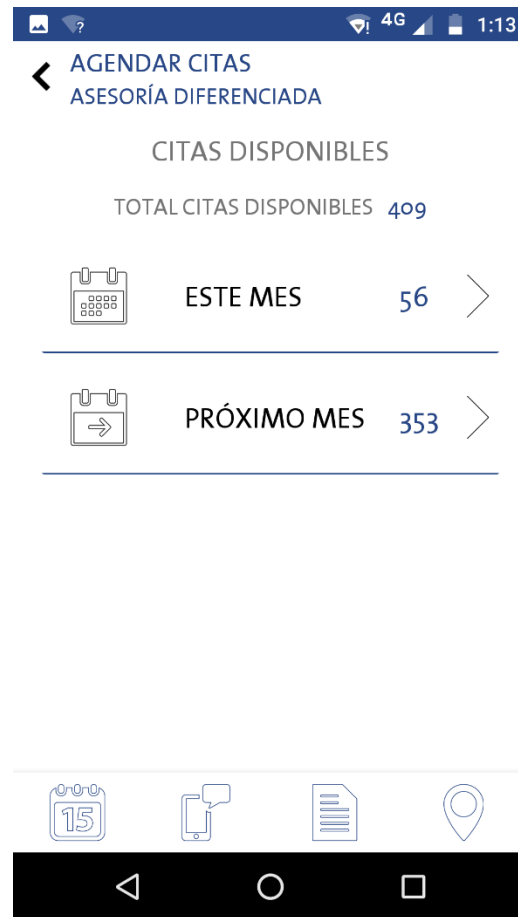 4G 1:13
AGENDAR CITAS
ASESORÍA DIFERENCIADA
CITAS DISPONIBLES
TOTAL CITAS DISPONIBLES 409
ESTE MES 56
PRÓXIMO MES 353
15